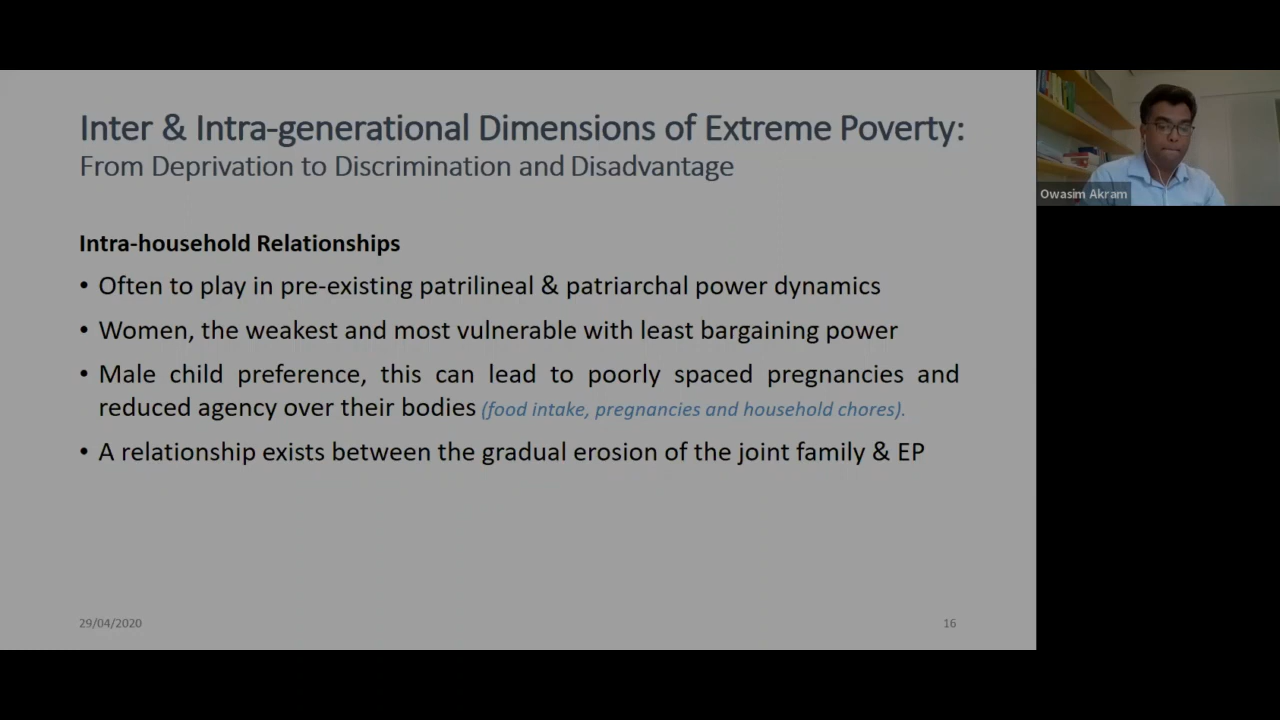 Inter & Intra-generational Dimensions of Extreme Poverty:
From Deprivation to Discrimination and Disadvantage
Owasim Akram
Intra-household Relationships
• Often to play in pre-existing patrilineal & patriarchal power dynamics
• Women, the weakest and most vulnerable with least bargaining power
• Male child preference, this can lead to poorly spaced pregnancies and
reduced agency over their bodies (food intake, pregnancies and household chores).
• A relationship exists between the gradual erosion of the joint family & EP
29/04/2020
16